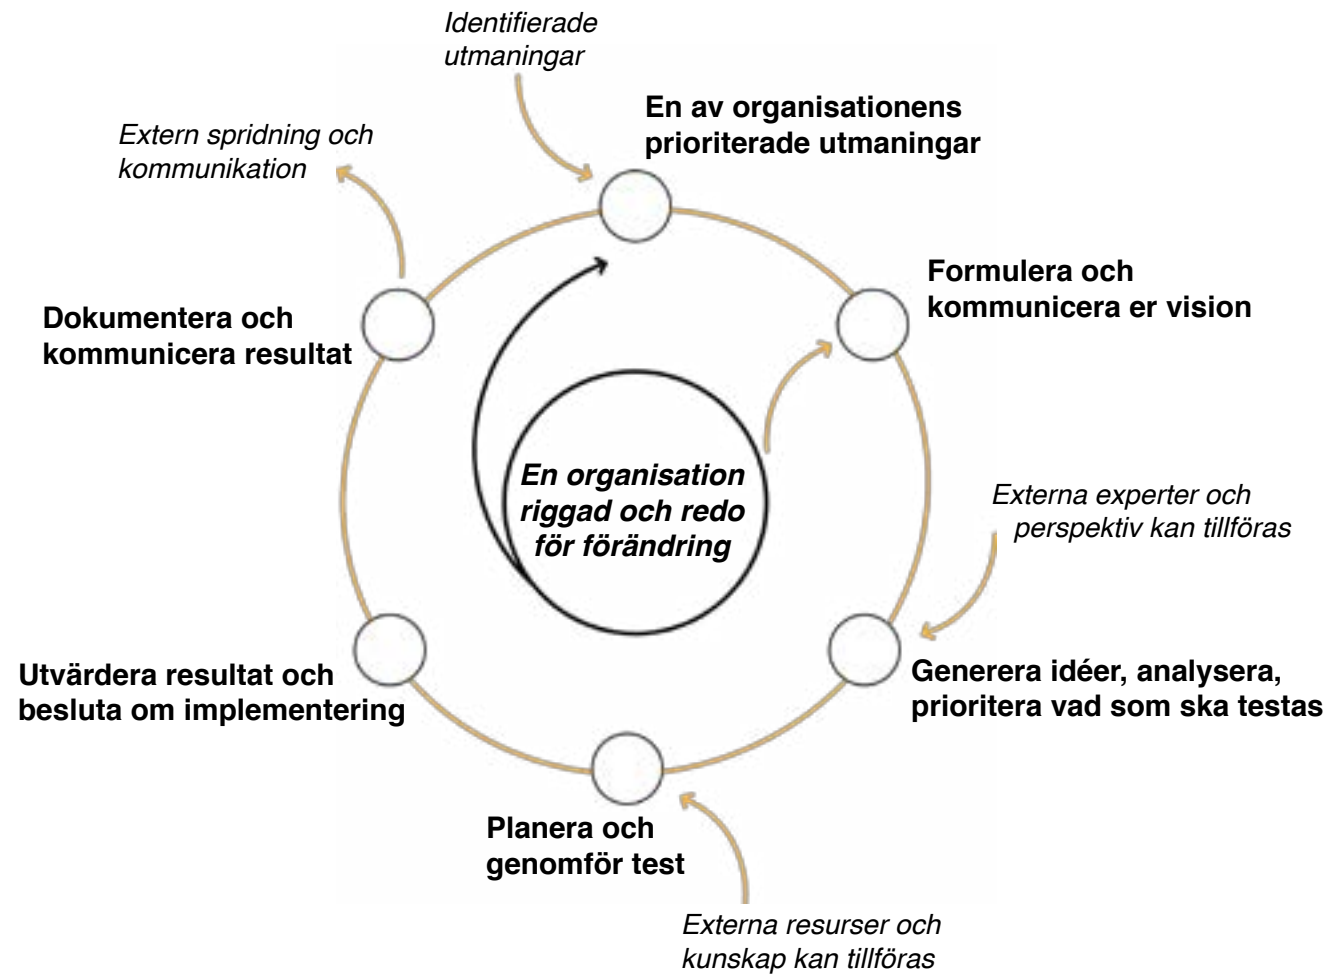 Identifierade
utmaningar
En av organisationens
prioriterade utmaningar
Extern spridning och
kommunikation
Formulera och
kommunicera er vision
Dokumentera och
kommunicera resultat
En organisation
riggad och redo
för förändring
Externa experter och
perspektiv kan tillföras
Utvärdera resultat och
besluta om implementering
Generera idéer, analysera,
prioritera vad som ska testas
Planera och
genomför test
Externa resurser och
kunskap kan tillföras